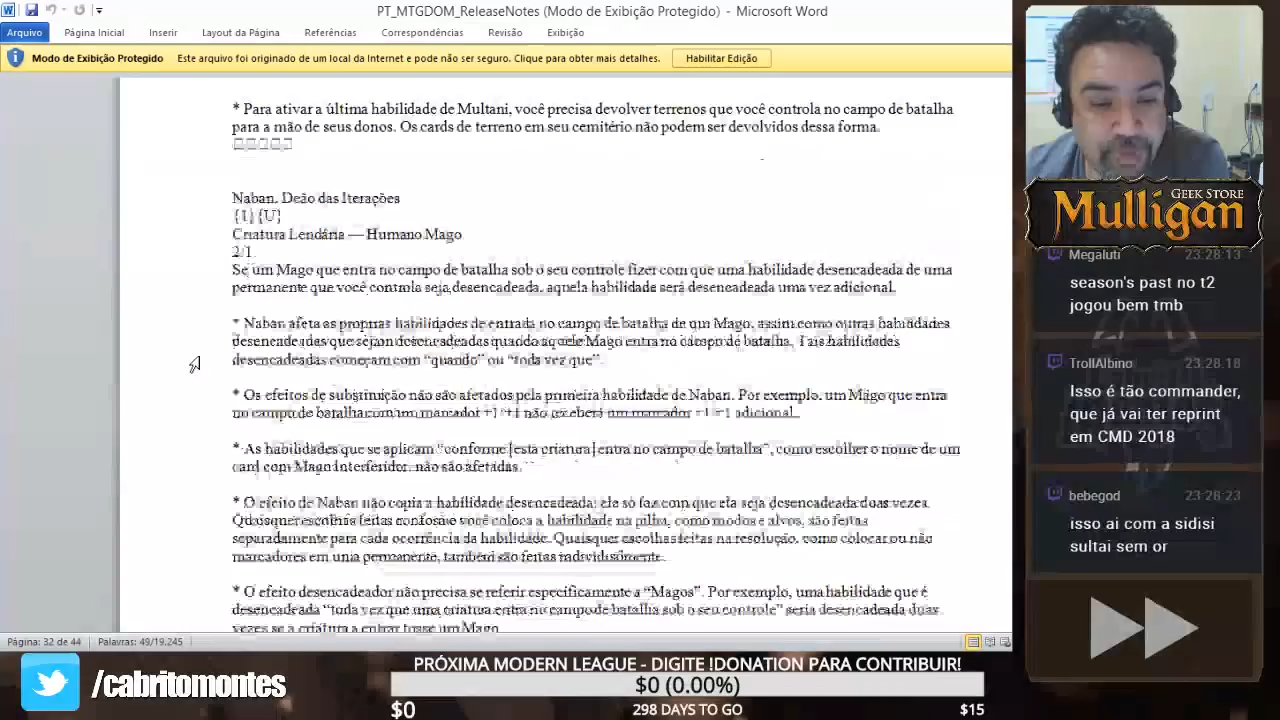 PT_MTGDOM_ReleaseNotes (Modo de Exibição Protegido) - Microsoft Word
Arquivo Página Inicial Inserir Layout da Página Referências Correspondências Revisão Exibição
Modo de Exibição Protegido Este arquivo foi originado de um local da Internet e pode não ser seguro. Clique para obter mais detalhes. Habilitar Edição
* Para ativar a última habilidade de Multani, você precisa devolver terrenos que você controla no campo de batalha
para a mão de seus donos. Os cards de terreno em seu cemitério não podem ser devolvidos dessa forma.
Naban, Deão das Iterações
{1}{U}
Criatura Lendária — Humano Mago
2/1
Se um Mago que entra no campo de batalha sob o seu controle fizer com que uma habilidade desencadeada de uma
permanente que você controla seja desencadeada, aquela habilidade será desencadeada uma vez adicional.
* Naban afeta as próprias habilidades de entrada no campo de batalha de um Mago, assim como outras habilidades
desencadeadas que sejam desencadeadas quando aquele Mago entra no campo de batalha. Tais habilidades
desencadeadas começam com “quando” ou “toda vez que”.
* Os efeitos de substituição não são afetados pela primeira habilidade de Naban. Por exemplo, um Mago que entra
no campo de batalha com um marcador +1/+1 não receberá um marcador +1/+1 adicional.
* As habilidades que se aplicam “conforme [esta criatura] entra no campo de batalha”, como escolher o nome de um
card com Mago Interferidor, não são afetadas.
* O efeito de Naban não copia a habilidade desencadeada; ele só faz com que ela seja desencadeada duas vezes.
Quaisquer escolhas feitas conforme você coloca a habilidade na pilha, como modos e alvos, são feitas
separadamente para cada ocorrência da habilidade. Quaisquer escolhas feitas na resolução, como colocar ou não
marcadores em uma permanente, também são feitas individualmente.
* O efeito desencadeador não precisa se referir especificamente a “Magos”. Por exemplo, uma habilidade que é
desencadeada “toda vez que uma criatura entra no campo de batalha sob o seu controle” seria desencadeada duas
vezes se a criatura a entrar fosse um Mago.
Página: 32 de 44 Palavras: 49/19.245
GEEK STORE
Mulligan
Megaluti 23:28:13
season's past no t2
jogou bem tmb
TrollAlbino 23:28:18
Isso é tão commander,
que já vai ter reprint
em CMD 2018
bebegod 23:28:23
isso ai com a sidisi
sultai sem or
/cabritomontes
PRÓXIMA MODERN LEAGUE - DIGITE !DONATION PARA CONTRIBUIR!
$0 (0.00%)
$0 298 DAYS TO GO $15